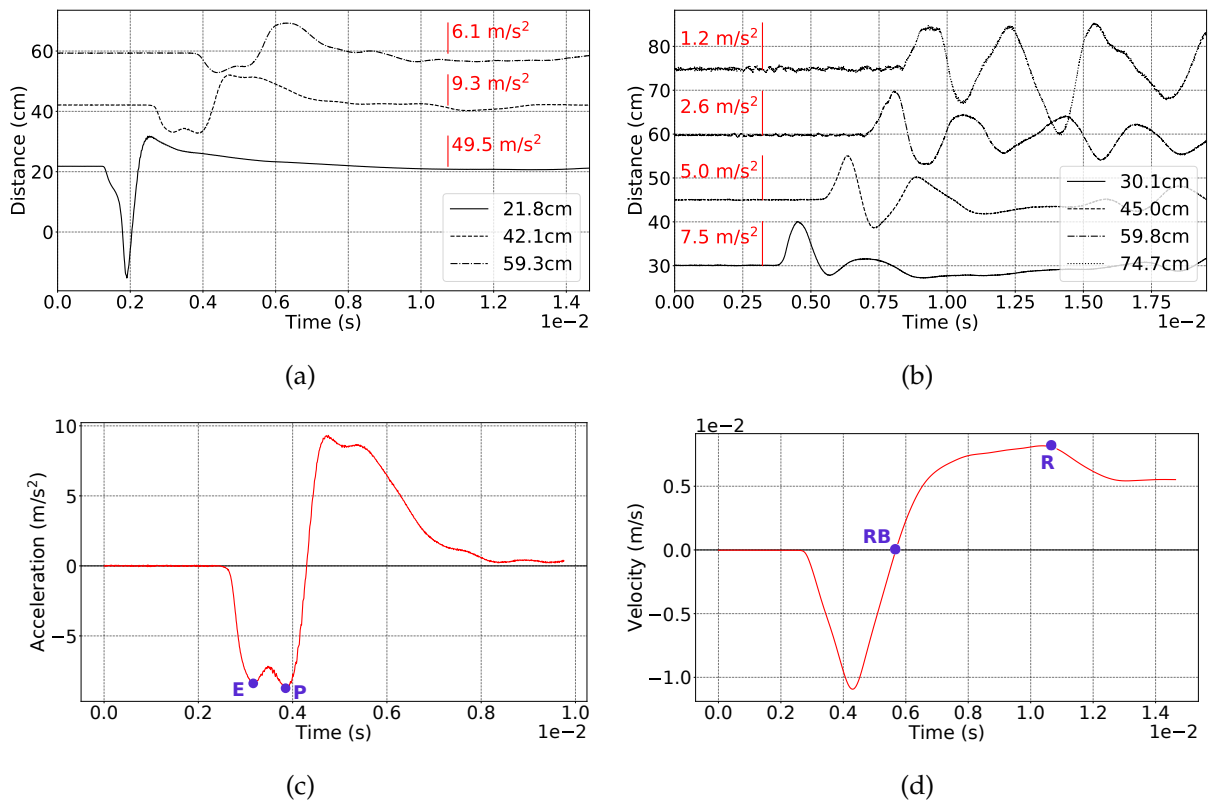 6.1 m/s²
9.3 m/s²
49.5 m/s²
60
40
20
0
Distance (cm)
21.8cm
42.1cm
59.3cm
0.0 0.2 0.4 0.6 0.8 1.0 1.2 1.4
Time (s)
1e−2
(a)
1.2 m/s²
2.6 m/s²
5.0 m/s²
7.5 m/s²
80
70
60
50
40
30
Distance (cm)
30.1cm
45.0cm
59.8cm
74.7cm
0.00 0.25 0.50 0.75 1.00 1.25 1.50 1.75
Time (s)
1e−2
(b)
10
5
0
−5
Acceleration (m/s²)
E
P
0.0 0.2 0.4 0.6 0.8 1.0
Time (s)
1e−2
(c)
1e−2
0.5
0.0
−0.5
−1.0
Velocity (m/s)
R
RB
0.0 0.2 0.4 0.6 0.8 1.0 1.2 1.4
Time (s)
1e−2
(d)